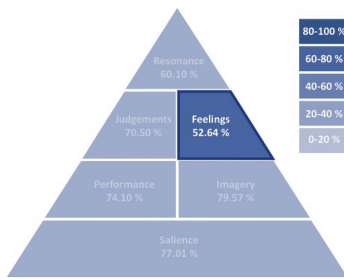 Resonance
60.10 %
Judgements
70.50 %
Feelings
52.64 %
Performance
74.10 %
Imagery
79.57 %
Salience
77.01 %
80-100 %
60-80 %
40-60 %
20-40 %
0-20 %